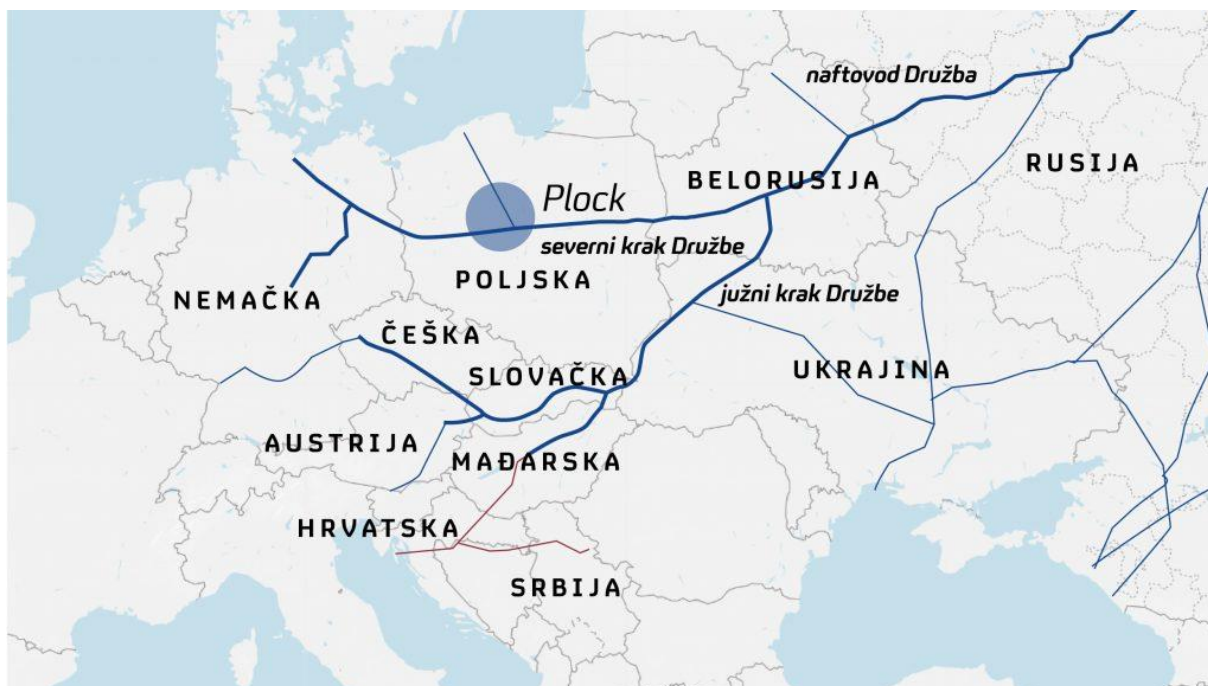 naftovod Družba
RUSIJA
BELORUSIJA
Plock
severni krak Družbe
POLJSKA
južni krak Družbe
NEMAČKA
ČEŠKA
SLOVAČKA
UKRAJINA
AUSTRIJA
MAĐARSKA
HRVATSKA
SRBIJA